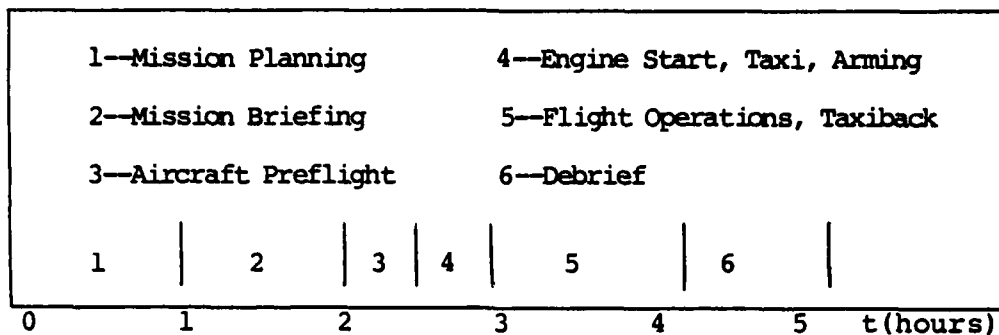 1—Mission Planning 4—Engine Start, Taxi, Arming
2—Mission Briefing 5—Flight Operations, Taxiback
3—Aircraft Preflight 6—Debrief
1 2 3 4 5 6
0 1 2 3 4 5 t(hours)